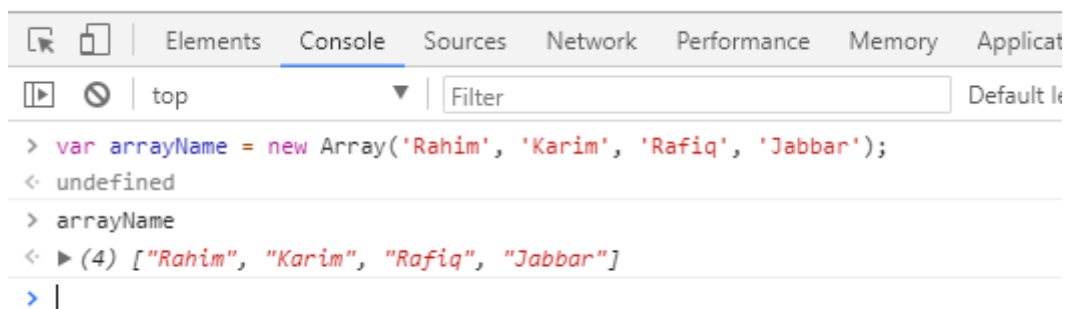 Elements Console Sources Network Performance Memory Applicat
top Filter Default le
> var arrayName = new Array('Rahim', 'Karim', 'Rafiq', 'Jabbar');
undefined
> arrayName
(4) ["Rahim", "Karim", "Rafiq", "Jabbar"]
>